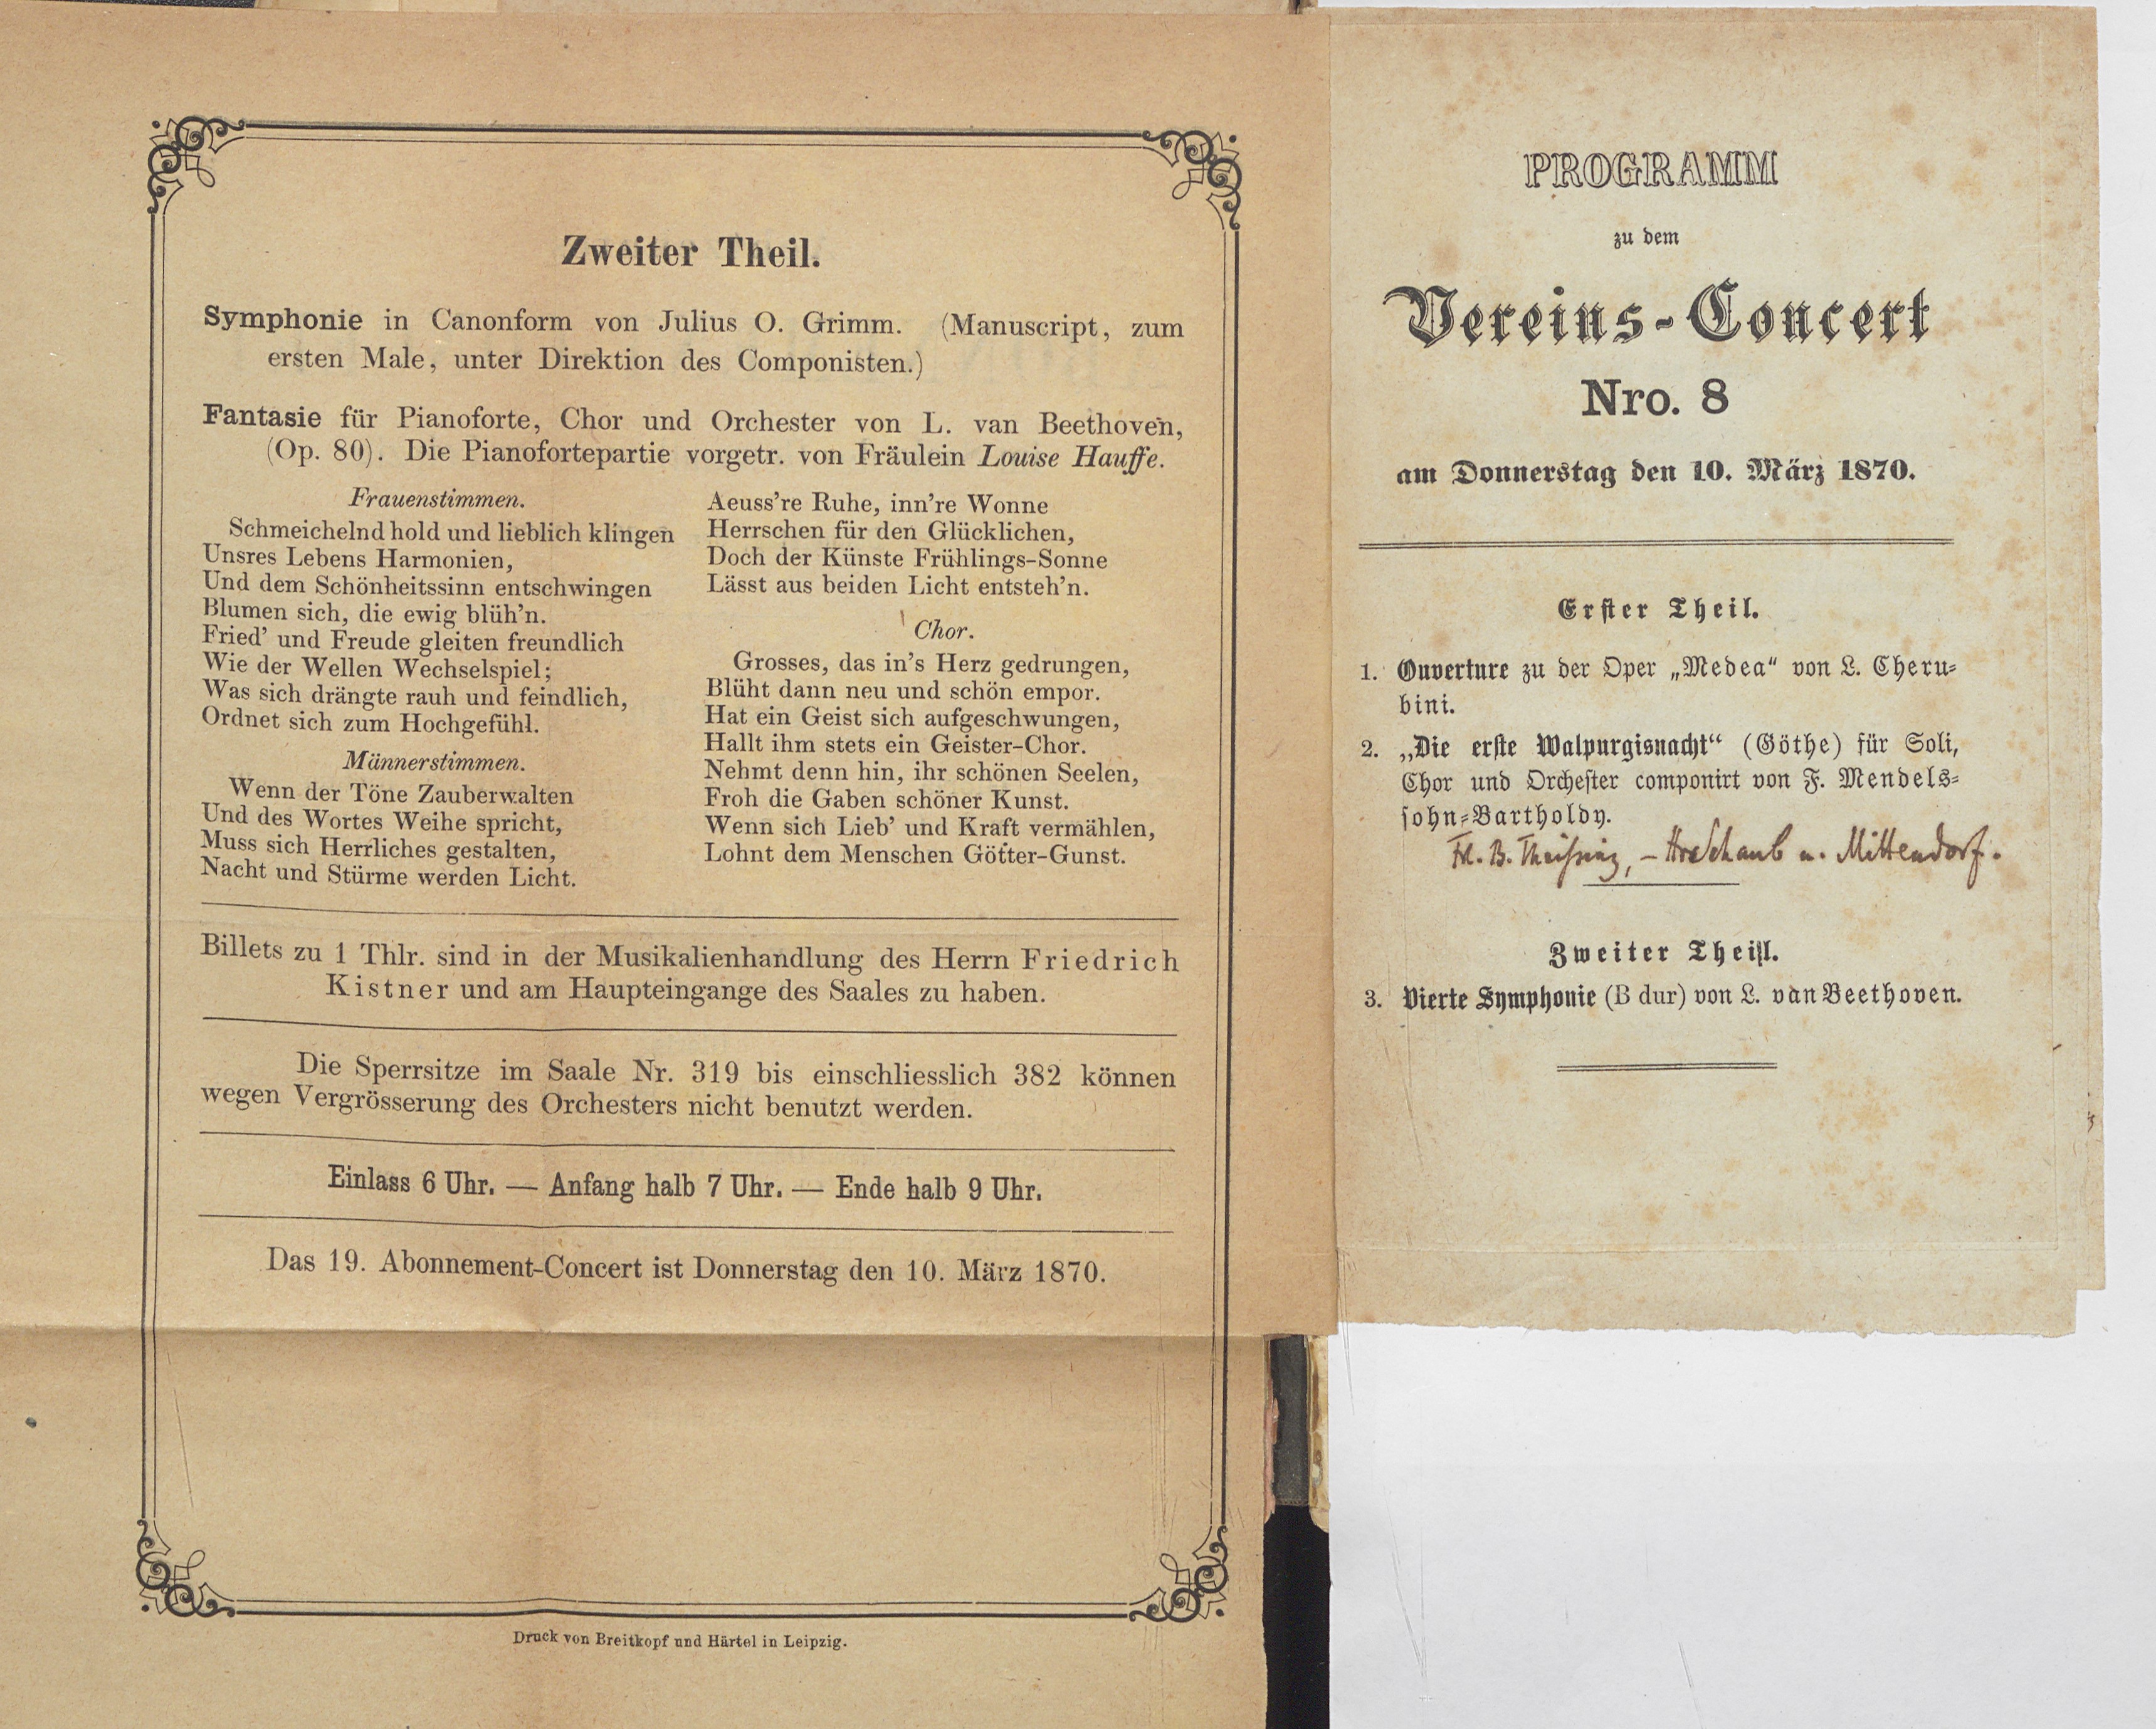 Zweiter Theil.
Symphonie in Canonform von Julius O. Grimm. (Manuscript, zum
ersten Male, unter Direktion des Componisten.)
Fantasie für Pianoforte, Chor und Orchester von L. van Beethoven,
(Op. 80). Die Pianofortepartie vorgetr. von Fräulein Louise Hauffe.
Frauenstimmen.
Schmeichelnd hold und lieblich klingen
Unsres Lebens Harmonien,
Und dem Schönheitssinn entschwingen
Blumen sich, die ewig blüh'n.
Fried' und Freude gleiten freundlich
Wie der Wellen Wechselspiel;
Was sich drängte rauh und feindlich,
Ordnet sich zum Hochgefühl.
Männerstimmen.
Wenn der Töne Zauberwalten
Und des Wortes Weihe spricht,
Muss sich Herrliches gestalten,
Nacht und Stürme werden Licht.
Aeuss're Ruhe, inn're Wonne
Herrschen für den Glücklichen,
Doch der Künste Frühlings-Sonne
Lässt aus beiden Licht entsteh'n.
Chor.
Grosses, das in's Herz gedrungen,
Blüht dann neu und schön empor.
Hat ein Geist sich aufgeschwungen,
Hallt ihm stets ein Geister-Chor.
Nehmt denn hin, ihr schönen Seelen,
Froh die Gaben schöner Kunst.
Wenn sich Lieb' und Kraft vermählen,
Lohnt dem Menschen Götter-Gunst.
Billets zu 1 Thlr. sind in der Musikalienhandlung des Herrn Friedrich
Kistner und am Haupteingange des Saales zu haben.
Die Sperrsitze im Saale Nr. 319 bis einschliesslich 382 können
wegen Vergrösserung des Orchesters nicht benutzt werden.
Einlass 6 Uhr. — Anfang halb 7 Uhr. — Ende halb 9 Uhr.
Das 19. Abonnement-Concert ist Donnerstag den 10. März 1870.
Druck von Breitkopf und Härtel in Leipzig.
PROGRAMM
zu dem
Vereins-Concert
Nro. 8
am Donnerstag den 10. März 1870.
Erster Theil.
1. Ouverture zu der Oper „Medea“ von L. Cheru-
bini.
2. „Die erste Walpurgisnacht“ (Göthe) für Soli,
Chor und Orchester componirt von F. Mendels-
sohn-Bartholdy.
Frl. B. Theissing, – Schaub u. Mittendorf.
Zweiter Theil.
3. Vierte Symphonie (B dur) von L. van Beethoven.